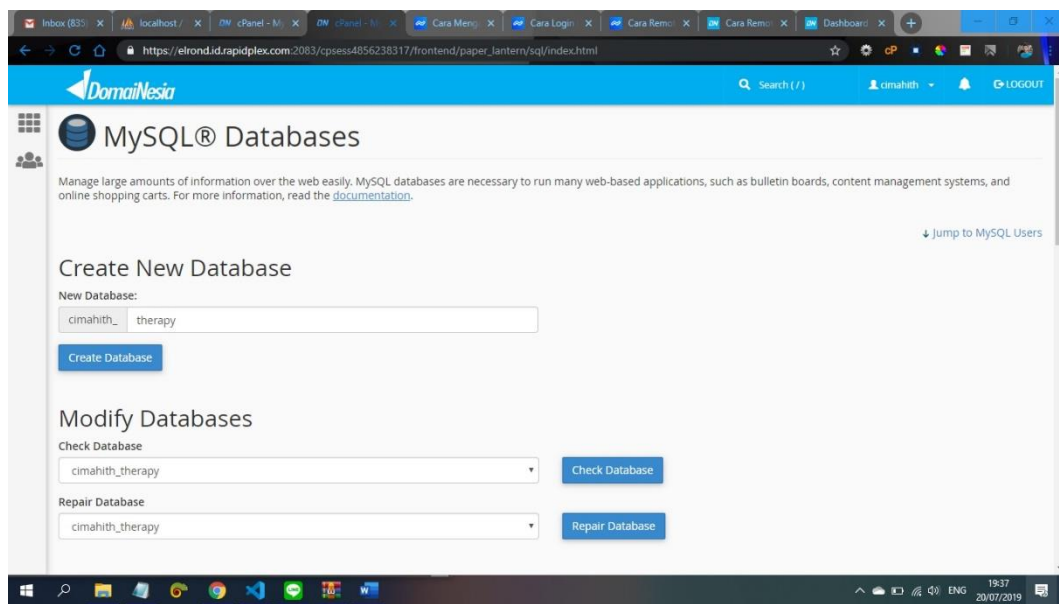 Inbox (835)
localhost /
cPanel - My
cPanel - M
Cara Meng
Cara Login
Cara Remot
Cara Remot
Dashboard
https://elrond.id.rapidplex.com:2083/cpsess4856238317/frontend/paper_lantern/sql/index.html
DomaiNesia
Search ( / )
cimahith
LOGOUT
MySQL® Databases
Manage large amounts of information over the web easily. MySQL databases are necessary to run many web-based applications, such as bulletin boards, content management systems, and
online shopping carts. For more information, read the documentation.
Jump to MySQL Users
Create New Database
New Database:
cimahith_ therapy
Create Database
Modify Databases
Check Database
cimahith_therapy
Check Database
Repair Database
cimahith_therapy
Repair Database
ENG
19:37
20/07/2019